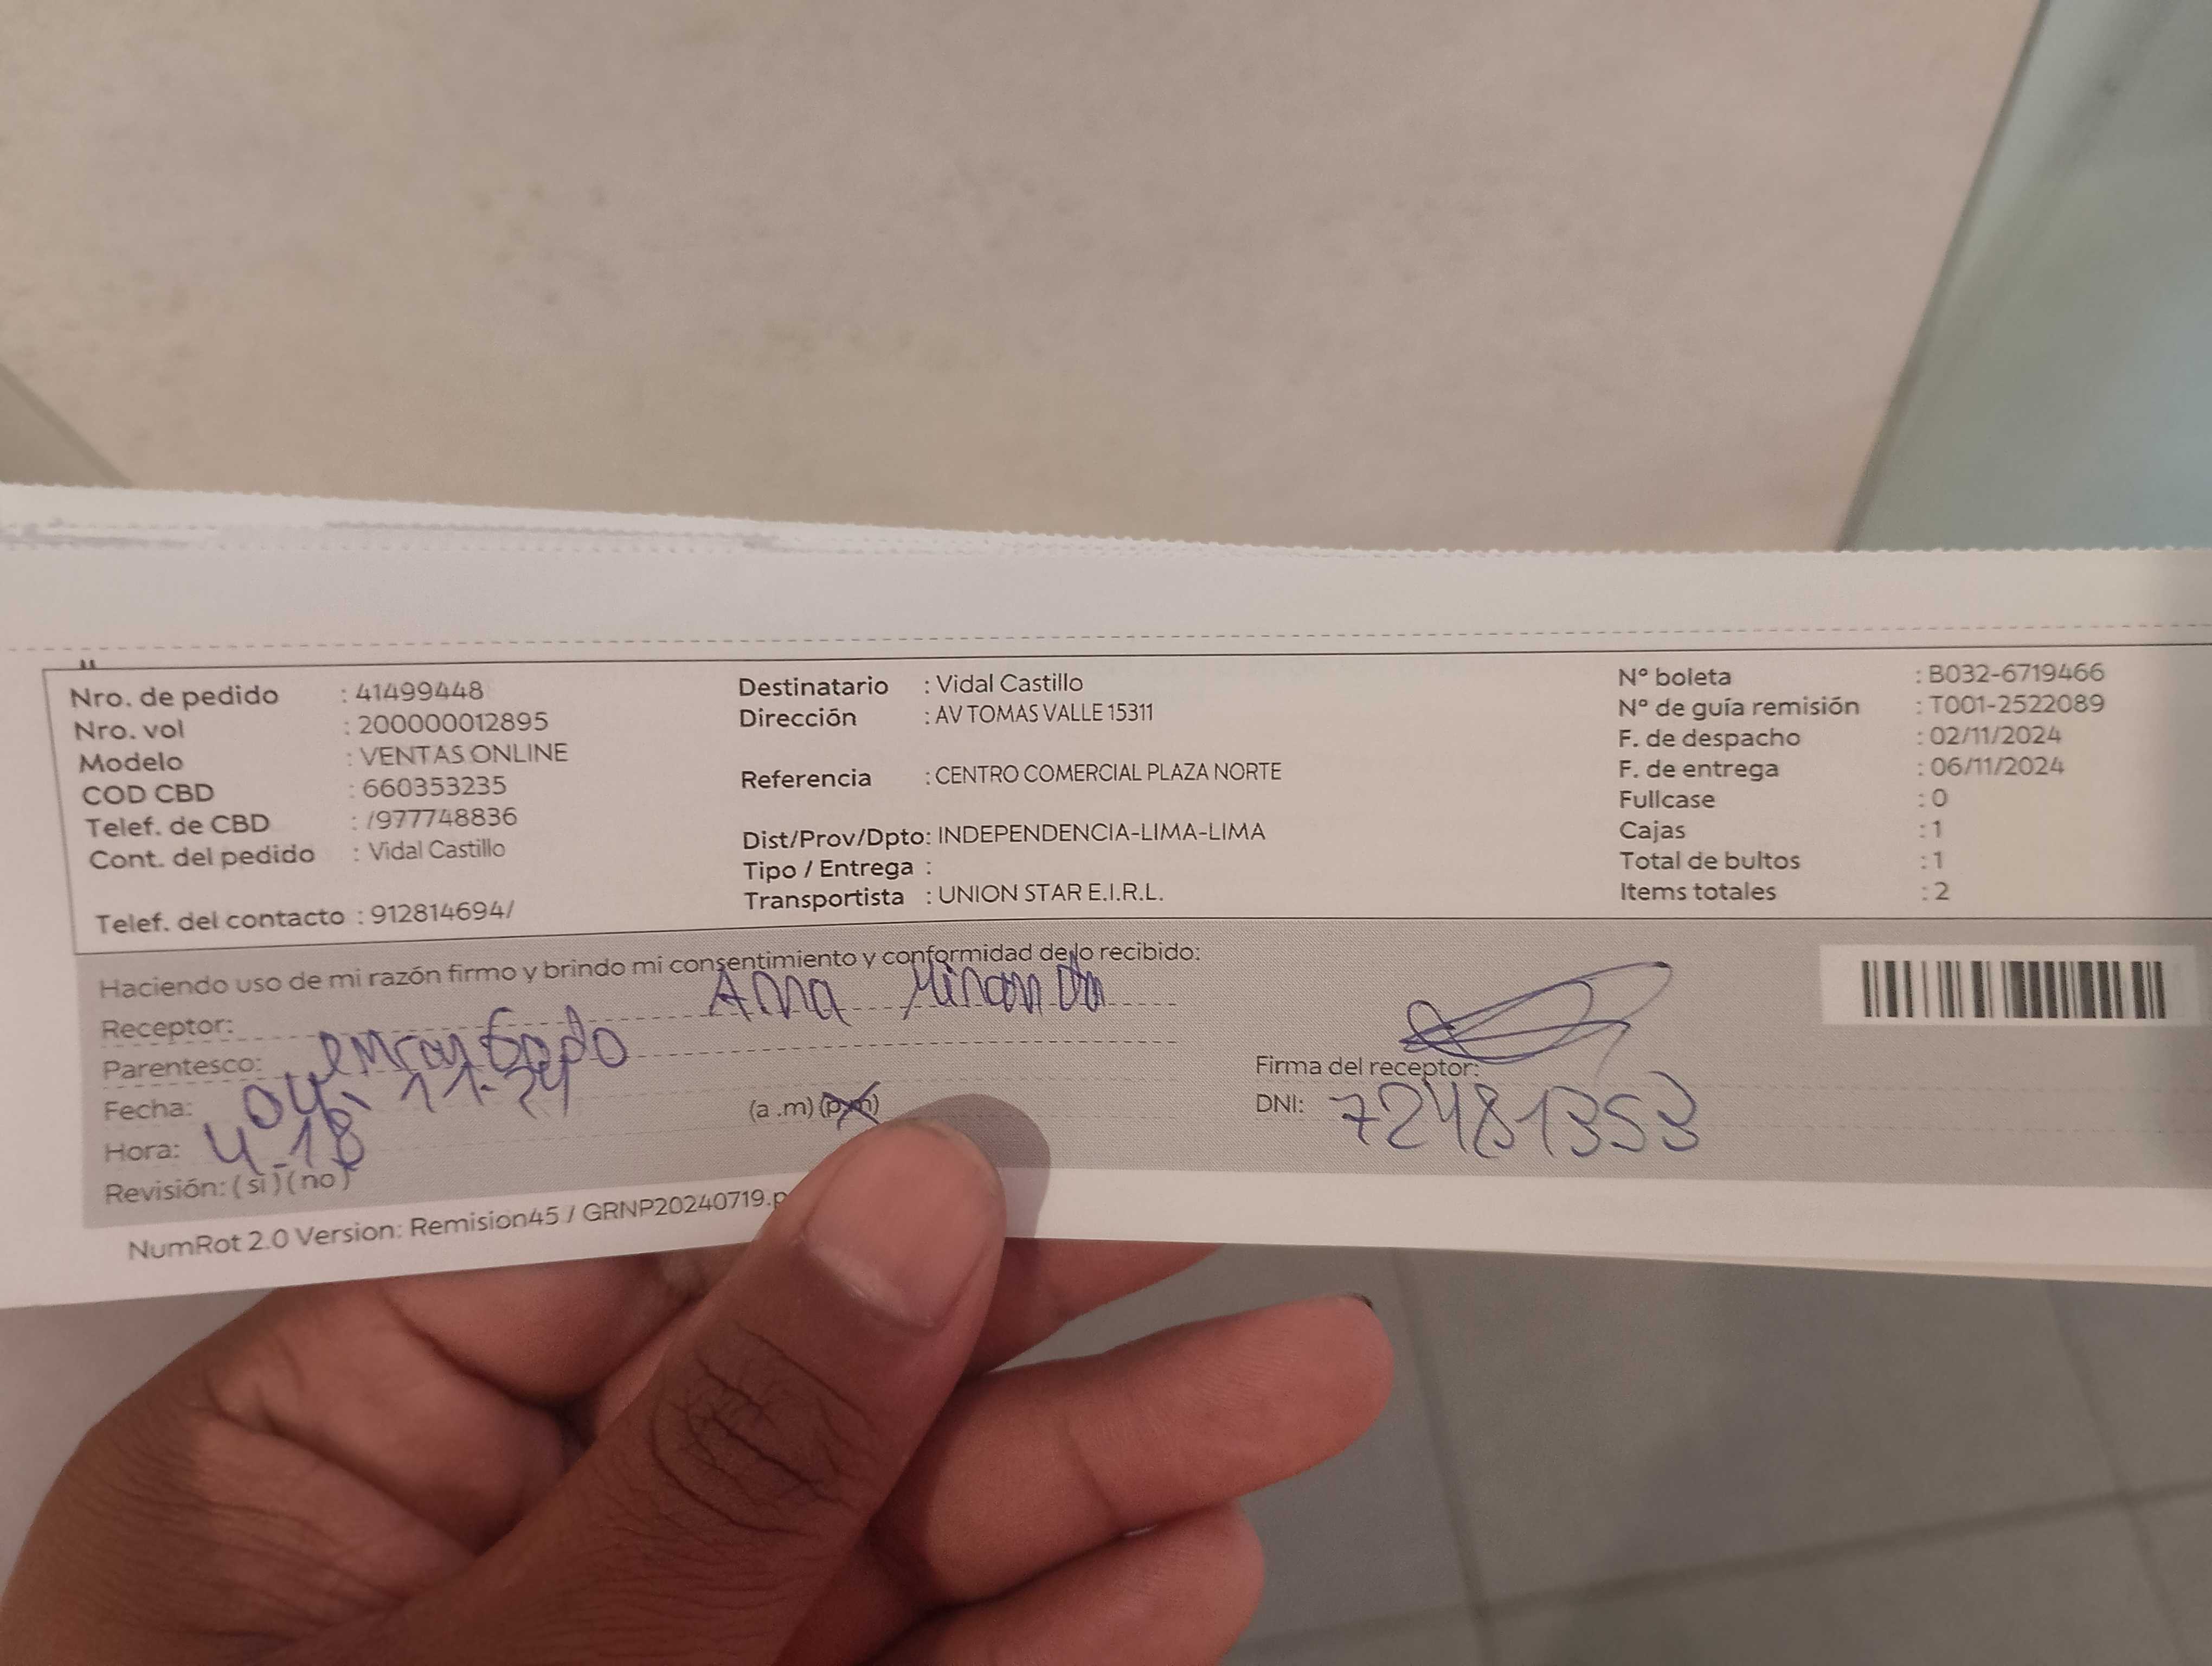 Nro. de pedido : 41499448
Nro. vol : 200000012895
Modelo : VENTAS ONLINE
COD CBD : 660353235
Telef. de CBD : /977748836
Cont. del pedido : Vidal Castillo
Telef. del contacto : 912814694/
Destinatario : Vidal Castillo
Dirección : AV TOMAS VALLE 15311
Referencia : CENTRO COMERCIAL PLAZA NORTE
Dist/Prov/Dpto: INDEPENDENCIA-LIMA-LIMA
Tipo / Entrega :
Transportista : UNION STAR E.I.R.L.
N° boleta : B032-6719466
N° de guía remisión : T001-2522089
F. de despacho : 02/11/2024
F. de entrega : 06/11/2024
Fullcase : 0
Cajas : 1
Total de bultos : 1
Items totales : 2
Haciendo uso de mi razón firmo y brindo mi consentimiento y conformidad de lo recibido:
Receptor: Anna Miranda
Parentesco: encargado
Fecha: 04. 11.24
Hora: 4.18 (a .m) (p.m)
Revisión: ( si ) ( no )
Firma del receptor:
DNI: 72481353
NumRot 2.0 Version: Remision45 / GRNP20240719.p